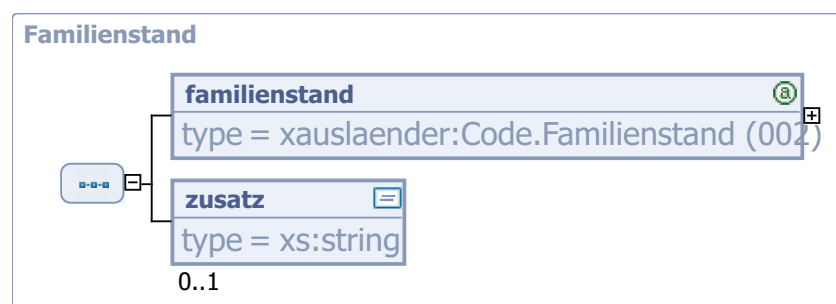 Familienstand
familienstand
type = xauslaender:Code.Familienstand (002)
zusatz
type = xs:string
0..1